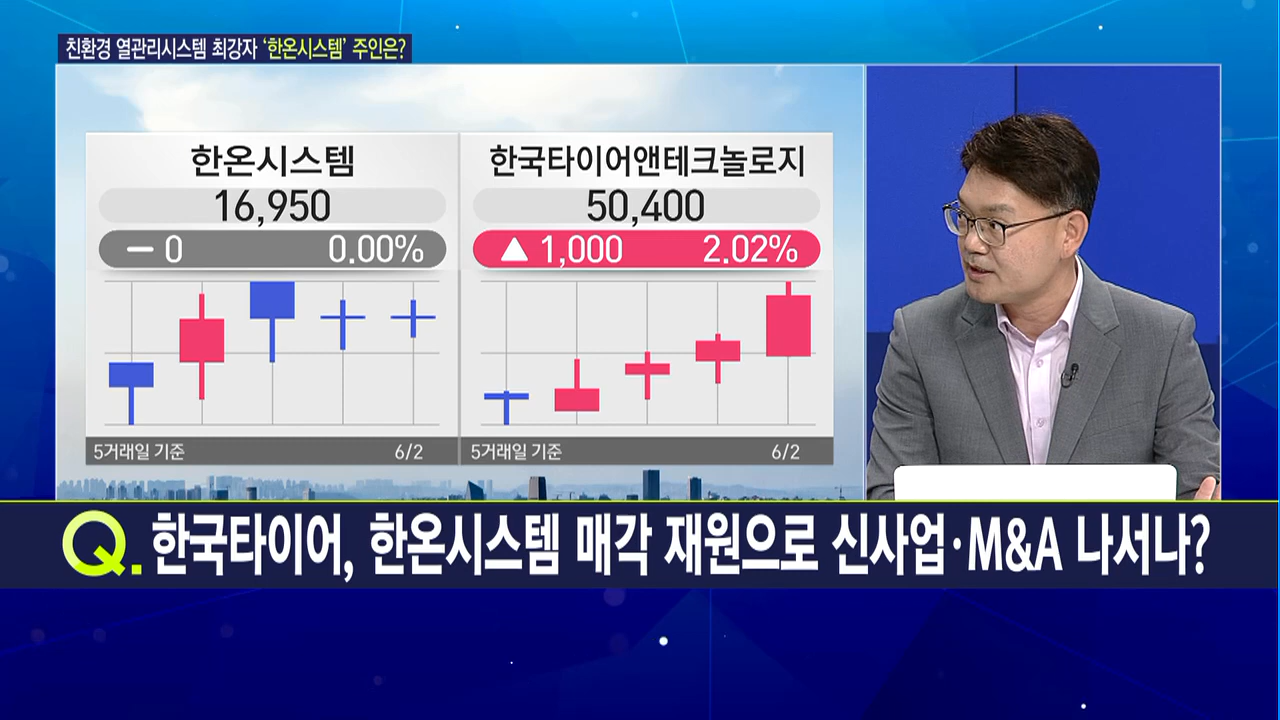 친환경 열관리시스템 최강자 ‘한온시스템’ 주인은?
한온시스템
16,950
0 0.00%
5거래일 기준 6/2
한국타이어앤테크놀로지
50,400
▲ 1,000 2.02%
5거래일 기준 6/2
Q. 한국타이어, 한온시스템 매각 재원으로 신사업·M&A 나서나?